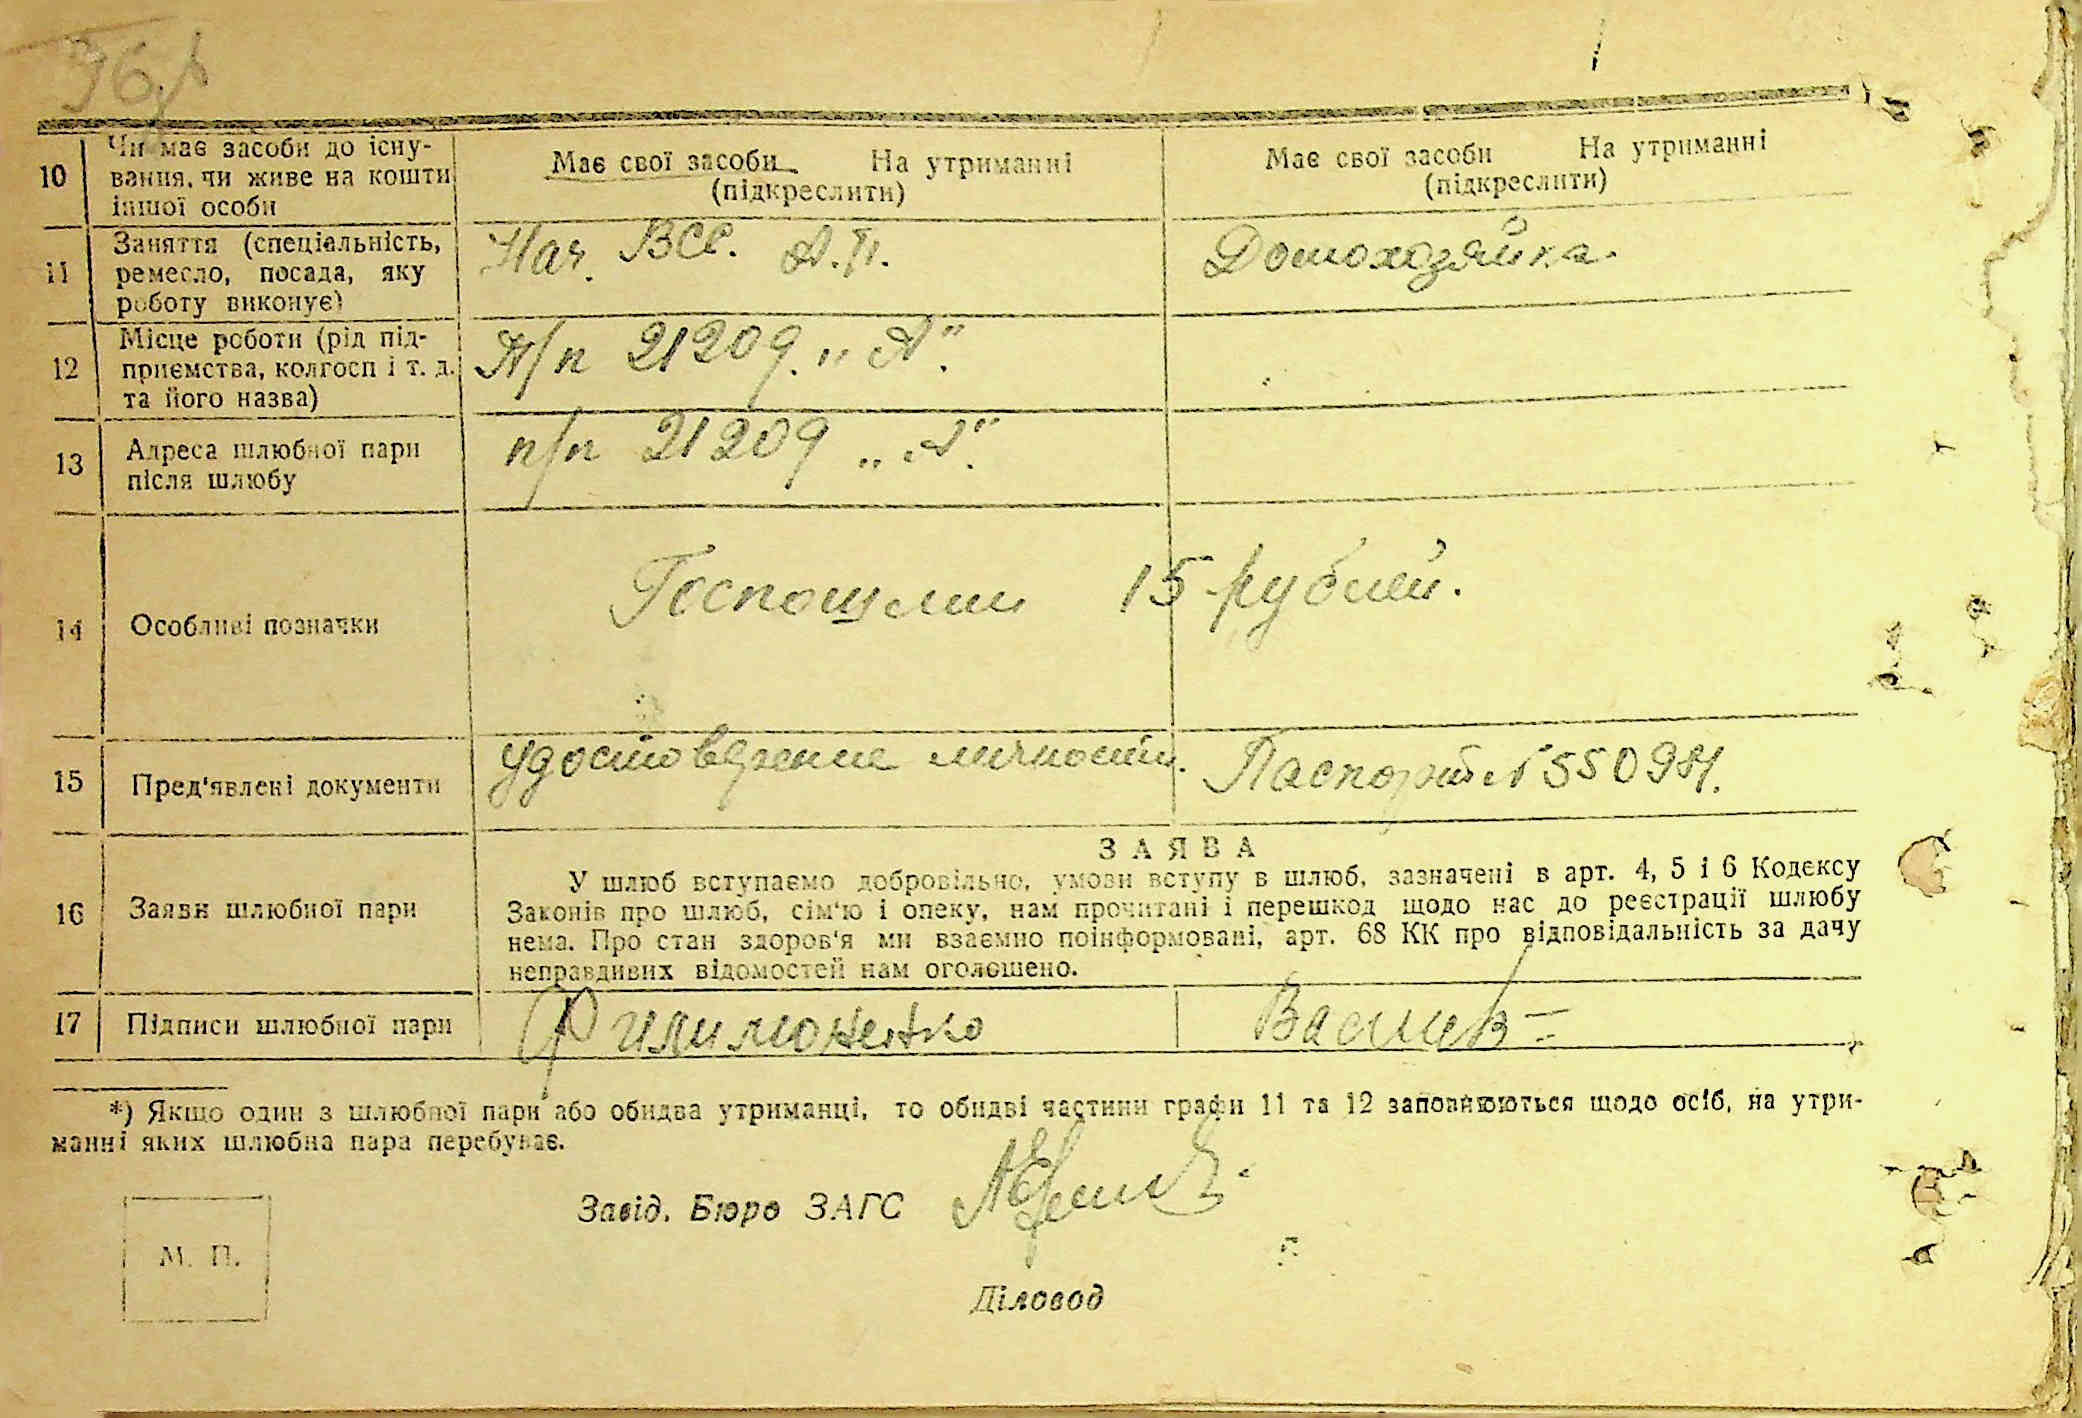 10 Чи має засоби до існу-
вання, чи живе на кошти
іншої особи
Має свої засоби На утриманні
(підкреслити)
Має свої засоби На утриманні
(підкреслити)
11 Заняття (спеціальність,
ремесло, посада, яку
роботу виконує)
Нач. ВСС. А.П.
Домохозяйка.
12 Місце роботи (рід під-
приємства, колгосп і т. д.
та його назва)
П/п 21209 „А".
13 Адреса шлюбної пари
після шлюбу
п/п 21209 „А".
14 Особливі позначки
Госпошлин 15 рублей.
15 Пред'явлені документи
удостоверение личности.
Паспорт № 550981.
16 Заяви шлюбної пари
ЗАЯВА
У шлюб вступаємо добровільно, умови вступу в шлюб, зазначені в арт. 4, 5 і 6 Кодексу
Законів про шлюб, сім'ю і опеку, нам прочитані і перешкод щодо нас до реєстрації шлюбу
нема. Про стан здоров'я ми взаємно поінформовані, арт. 68 КК про відповідальність за дачу
неправдивих відомостей нам оголошено.
17 Підписи шлюбної пари
Филимоненко
*) Якщо один з шлюбної пари або обидва утриманці, то обидві частини графи 11 та 12 заповнюються щодо осіб, на утри-
манні яких шлюбна пара перебуває.
Завід. Бюро ЗАГС
М. П.
Діловод